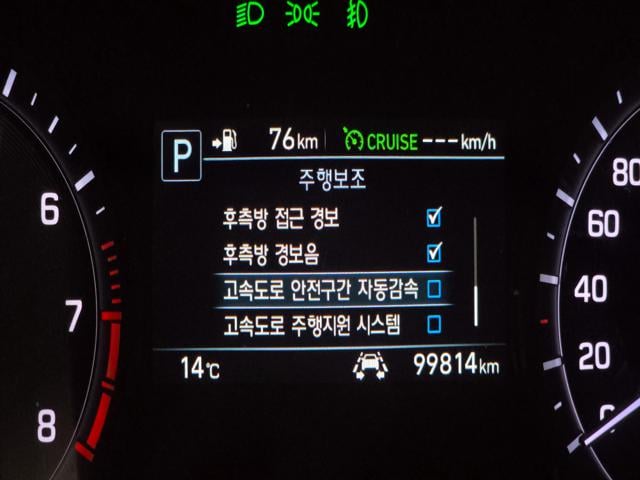 P 76km CRUISE ---km/h
주행보조
후측방 접근 경보
후측방 경보음
고속도로 안전구간 자동감속
고속도로 주행지원 시스템
14℃ 99814km
6
7
8
80
60
40
20
0